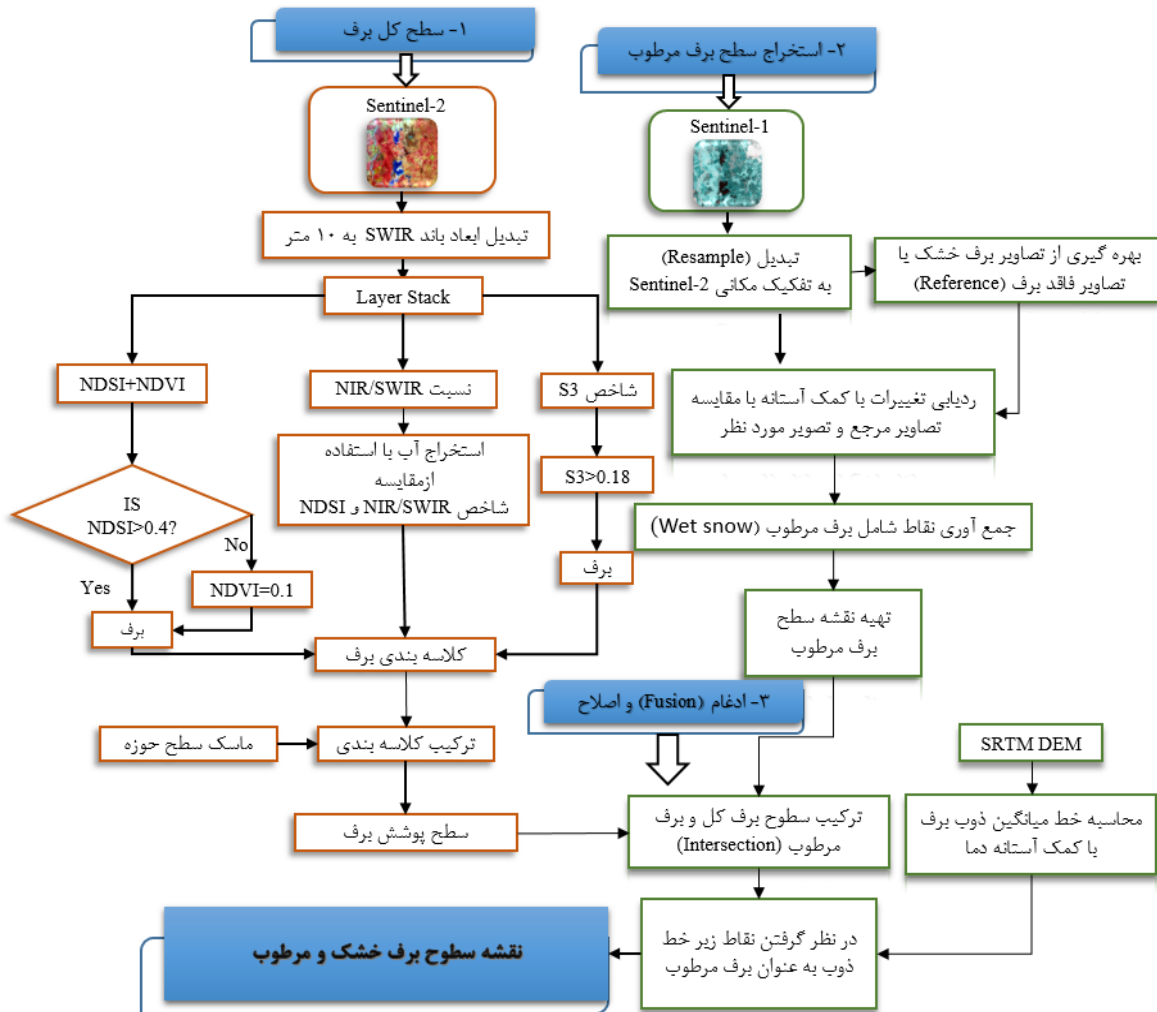 ۱- سطح کل برف
Sentinel-2
تبدیل ابعاد باند SWIR به ۱۰ متر
Layer Stack
NDSI+NDVI
IS
NDSI>0.4?
No
Yes
NDVI=0.1
برف
نسبت NIR/SWIR
استخراج آب با استفاده
ازمقایسه
شاخص NIR/SWIR و NDSI
شاخص S3
S3>0.18
برف
کلاسه بندی برف
ماسک سطح حوزه
ترکیب کلاسه بندی
سطح پوشش برف
۲- استخراج سطح برف مرطوب
Sentinel-1
تبدیل (Resample)
به تفکیک مکانی Sentinel-2
بهره گیری از تصاویر برف خشک یا
تصاویر فاقد برف (Reference)
ردیابی تغییرات با کمک آستانه با مقایسه
تصاویر مرجع و تصویر مورد نظر
جمع آوری نقاط شامل برف مرطوب (Wet snow)
تهیه نقشه سطح
برف مرطوب
۳- ادغام (Fusion) و اصلاح
SRTM DEM
محاسبه خط میانگین ذوب برف
با کمک آستانه دما
ترکیب سطوح برف کل و برف
مرطوب (Intersection)
در نظر گرفتن نقاط زیر خط
ذوب به عنوان برف مرطوب
نقشه سطوح برف خشک و مرطوب